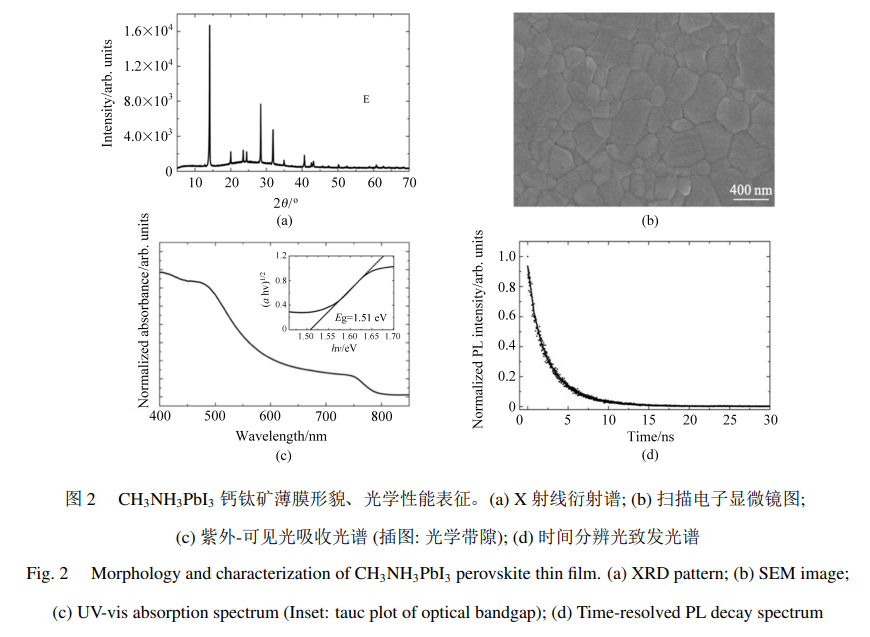 1.6×10⁴
1.2×10⁴
8.0×10³
4.0×10³
0
Intensity/arb. units
E
10 20 30 40 50 60 70
2θ/°
(a)
400 nm
(b)
Normalized absorbance/arb. units
1.2
0.8
0.4
0
(a hv)¹/²
Eg=1.51 eV
1.50 1.55 1.60 1.65 1.70
hv/eV
400 500 600 700 800
Wavelength/nm
(c)
Normalized PL intensity/arb. units
1.0
0.8
0.6
0.4
0.2
0
0 5 10 15 20 25 30
Time/ns
(d)
图 2 CH₃NH₃PbI₃ 钙钛矿薄膜形貌、光学性能表征。(a) X 射线衍射谱; (b) 扫描电子显微镜图;
(c) 紫外-可见光吸收光谱 (插图: 光学带隙); (d) 时间分辨光致发光谱
Fig. 2 Morphology and characterization of CH₃NH₃PbI₃ perovskite thin film. (a) XRD pattern; (b) SEM image;
(c) UV-vis absorption spectrum (Inset: tauc plot of optical bandgap); (d) Time-resolved PL decay spectrum